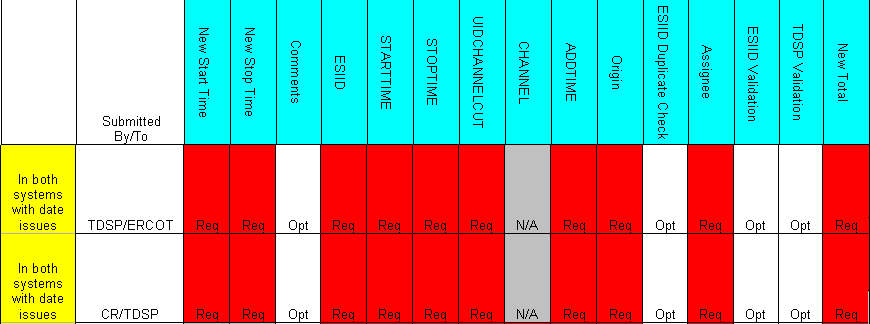 Submitted
By/To
New Start Time
New Stop Time
Comments
ESIID
STARTTIME
STOPTIME
UIDCHANNELCUT
CHANNEL
ADDTIME
Origin
ESIID Duplicate Check
Assignee
ESIID Validation
TDSP Validation
New Total
In both
systems
with date
issues
TDSP/ERCOT
Req
Req
Opt
Req
Req
Req
Req
N/A
Req
Req
Opt
Req
Opt
Opt
Req
In both
systems
with date
issues
CR/TDSP
Req
Req
Opt
Req
Req
Req
Req
N/A
Req
Req
Opt
Req
Opt
Opt
Req